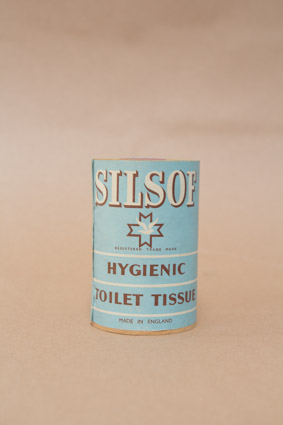 SILSOF
REGISTERED TRADE MARK
HYGIENIC
TOILET TISSUE
MADE IN ENGLAND